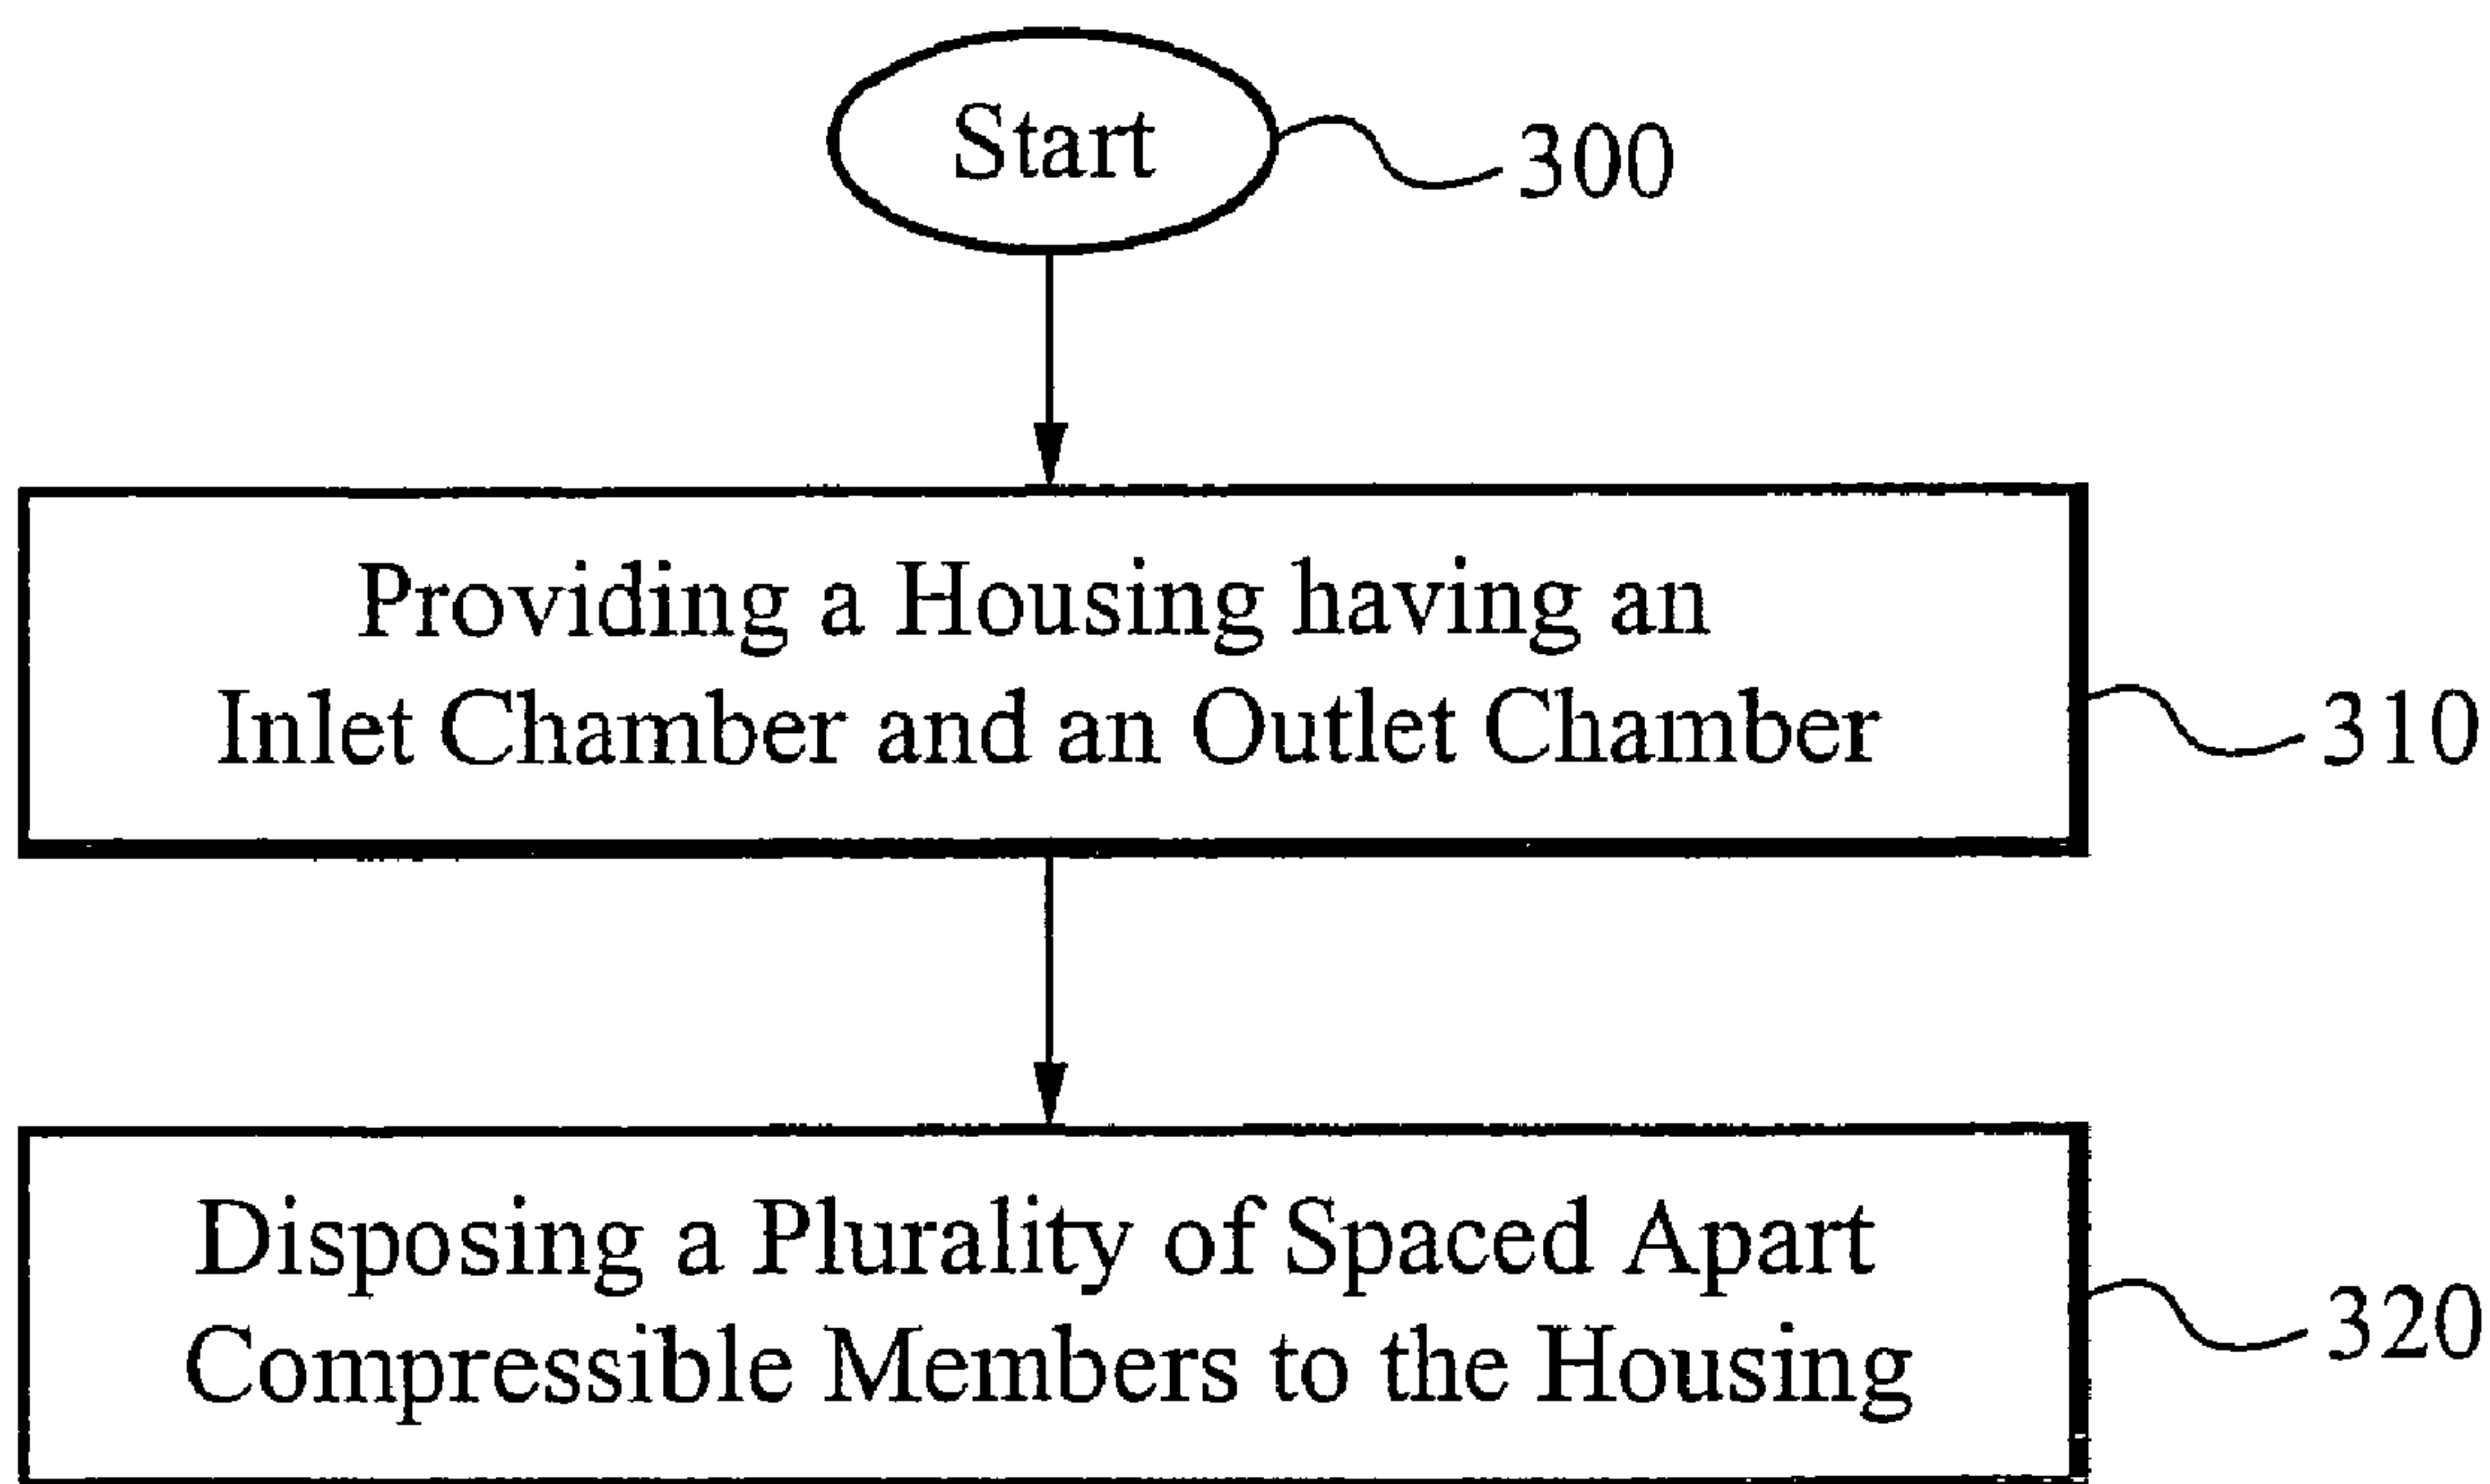 Start
300
Providing a Housing having an
Inlet Chamber and an Outlet Chamber
310
Disposing a Plurality of Spaced Apart
Compressible Members to the Housing
320